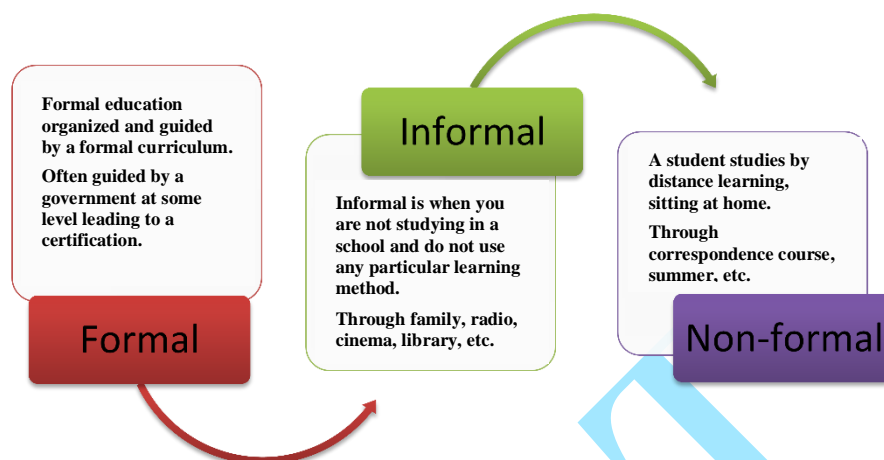 Formal education
organized and guided
by a formal curriculum.
Often guided by a
government at some
level leading to a
certification.
Formal
Informal
Informal is when you
are not studying in a
school and do not use
any particular learning
method.
Through family, radio,
cinema, library, etc.
A student studies by
distance learning,
sitting at home.
Through
correspondence course,
summer, etc.
Non-formal